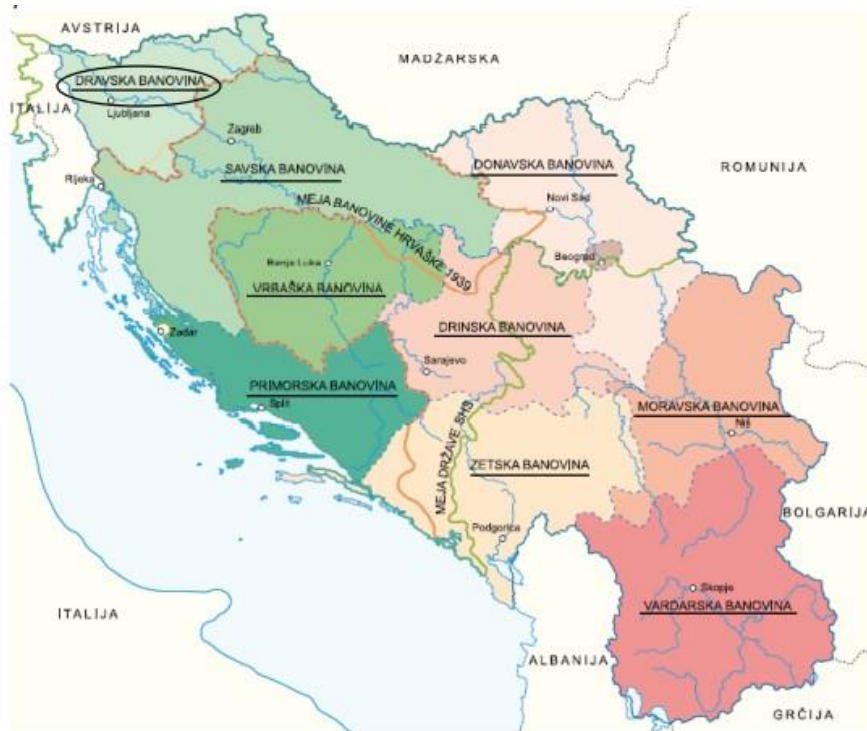 AVSTRIJA
MADŽARSKA
DRAVSKA BANOVINA
ITALIJA
Ljubljana
Zagreb
SAVSKA BANOVINA
DONAVSKA BANOVINA
ROMUNIJA
Rijeka
MEJA BANOVINE HRVAŠKE 1939
Novi Sad
Banja Luka
Beograd
VRBAŠKA BANOVINA
Zadar
DRINSKA BANOVINA
Sarajevo
PRIMORSKA BANOVINA
Split
MORAVSKA BANOVINA
Niš
MEJA DRŽAVE SHS
ZETSKA BANOVINA
Podgorica
BOLGARIJA
Skopje
VARDARSKA BANOVINA
ITALIJA
ALBANIJA
GRČIJA